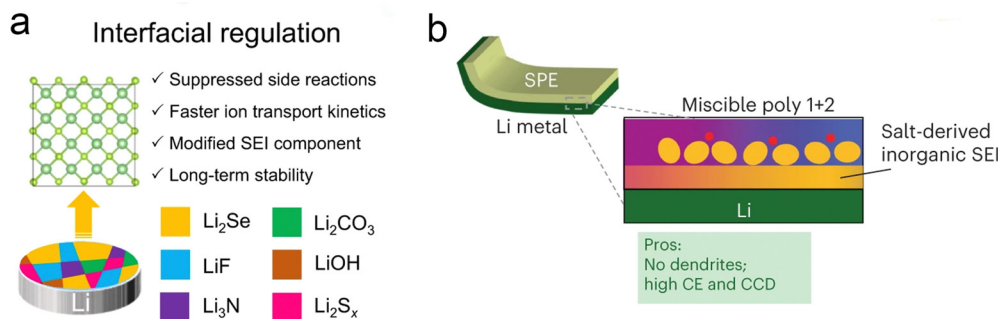 a
Interfacial regulation
✓ Suppressed side reactions
✓ Faster ion transport kinetics
✓ Modified SEI component
✓ Long-term stability
Li₂Se
Li₂CO₃
LiF
LiOH
Li₃N
Li₂Sₓ
Li
b
SPE
Li metal
Miscible poly 1+2
Salt-derived
inorganic SEI
Li
Pros:
No dendrites;
high CE and CCD